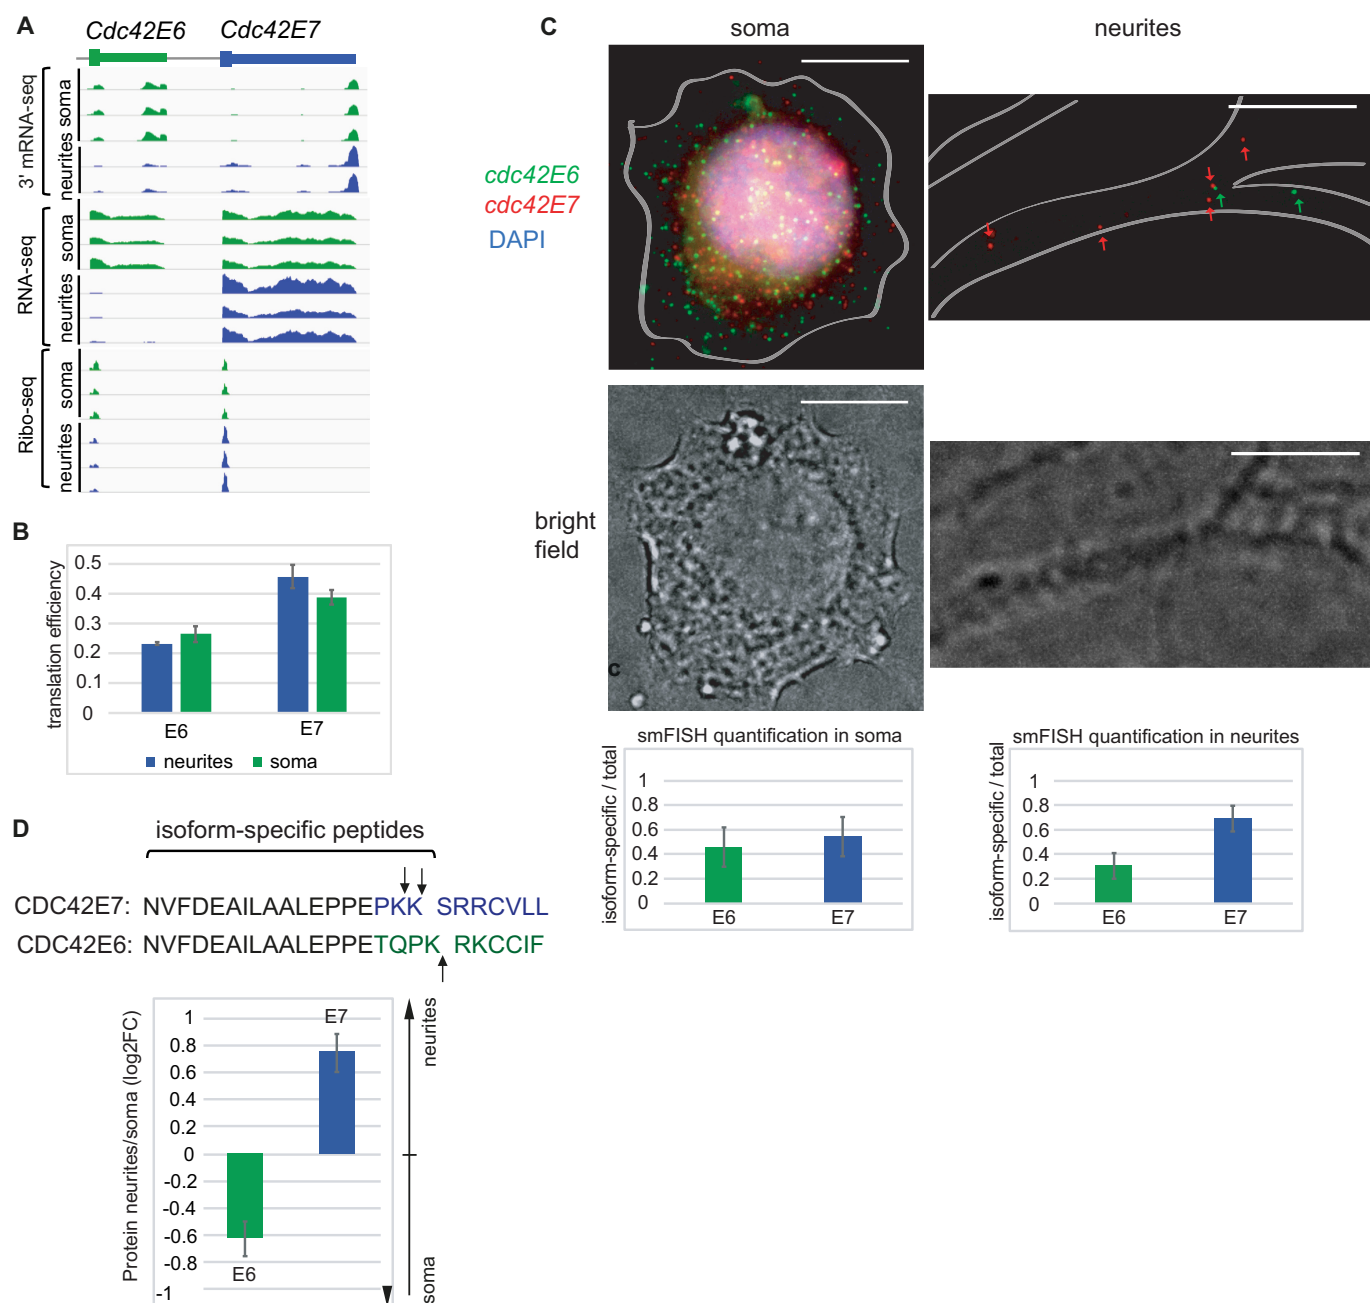 A
Cdc42E6 Cdc42E7
3' mRNA-seq
soma
neurites
RNA-seq
soma
neurites
Ribo-seq
soma
neurites
B
translation efficiency
0.5
0.4
0.3
0.2
0.1
0
E6 E7
neurites soma
C
soma neurites
cdc42E6
cdc42E7
DAPI
bright
field
c
smFISH quantification in soma
isoform-specific / total
1
0.8
0.6
0.4
0.2
0
E6 E7
smFISH quantification in neurites
isoform-specific / total
1
0.8
0.6
0.4
0.2
0
E6 E7
D
isoform-specific peptides
CDC42E7: NVFDEAILAALEPPEPKK SRRCVLL
CDC42E6: NVFDEAILAALEPPETQPK RKCCIF
Protein neurites/soma (log2FC)
1
0.8
0.6
0.4
0.2
0
-0.2
-0.4
-0.6
-0.8
-1
E7
E6
neurites
soma